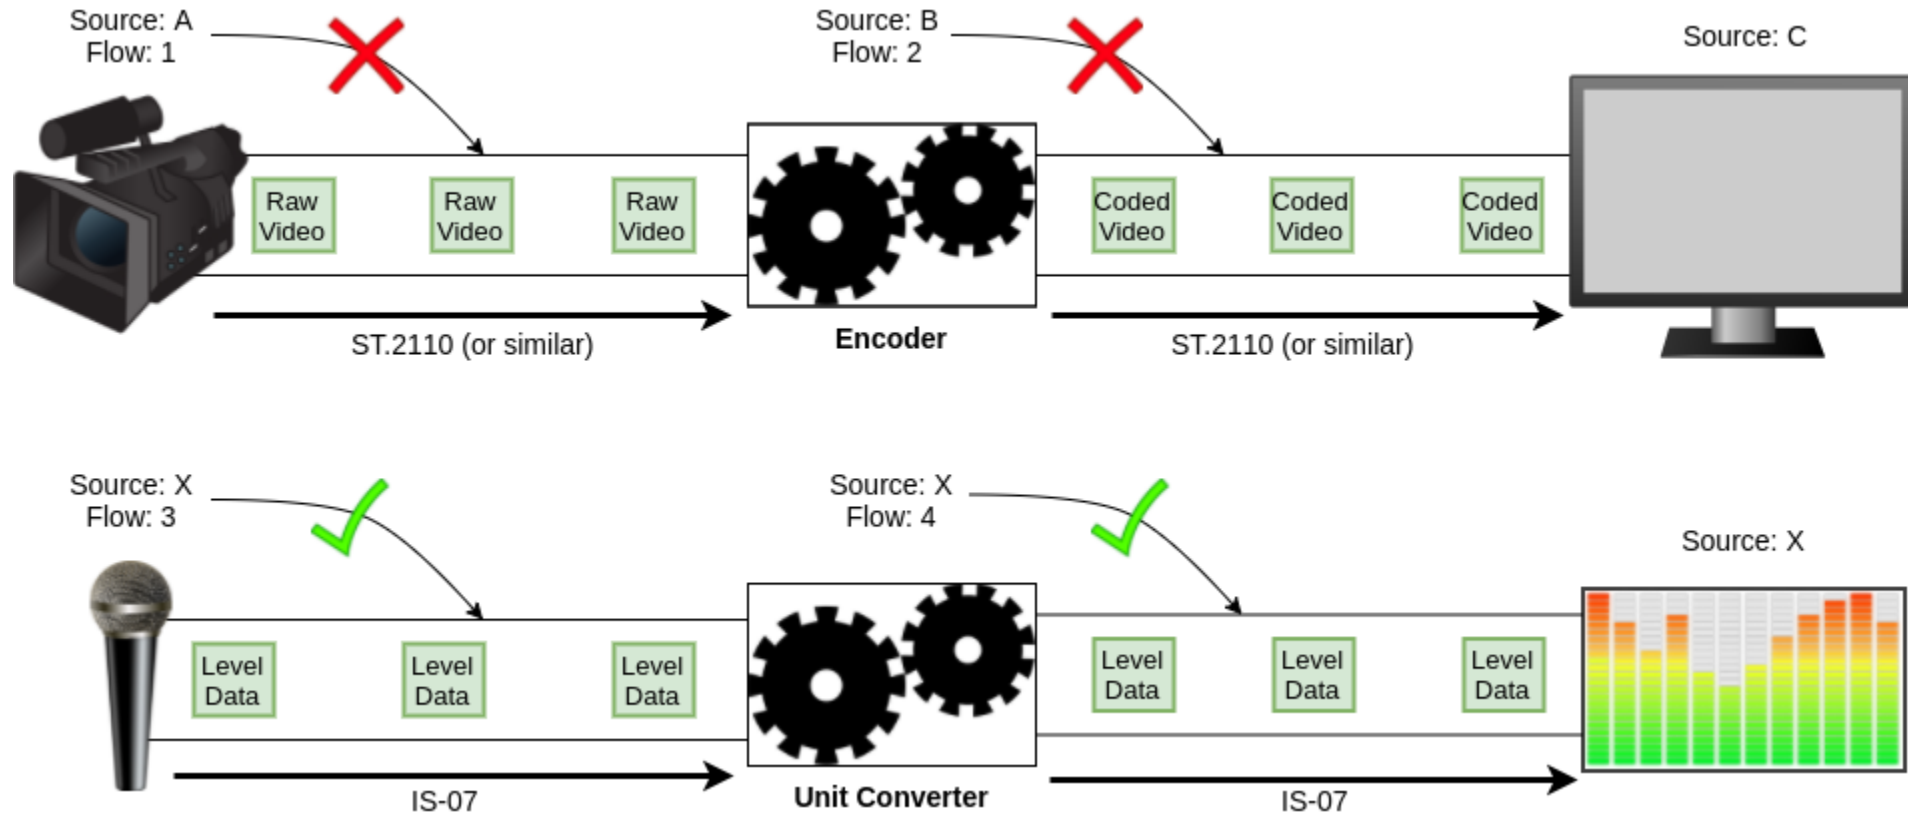 Source: A
Flow: 1
Source: B
Flow: 2
Source: C
Raw
Video
Raw
Video
Raw
Video
Coded
Video
Coded
Video
Coded
Video
ST.2110 (or similar)
Encoder
ST.2110 (or similar)
Source: X
Flow: 3
Source: X
Flow: 4
Source: X
Level
Data
Level
Data
Level
Data
Level
Data
Level
Data
Level
Data
IS-07
Unit Converter
IS-07